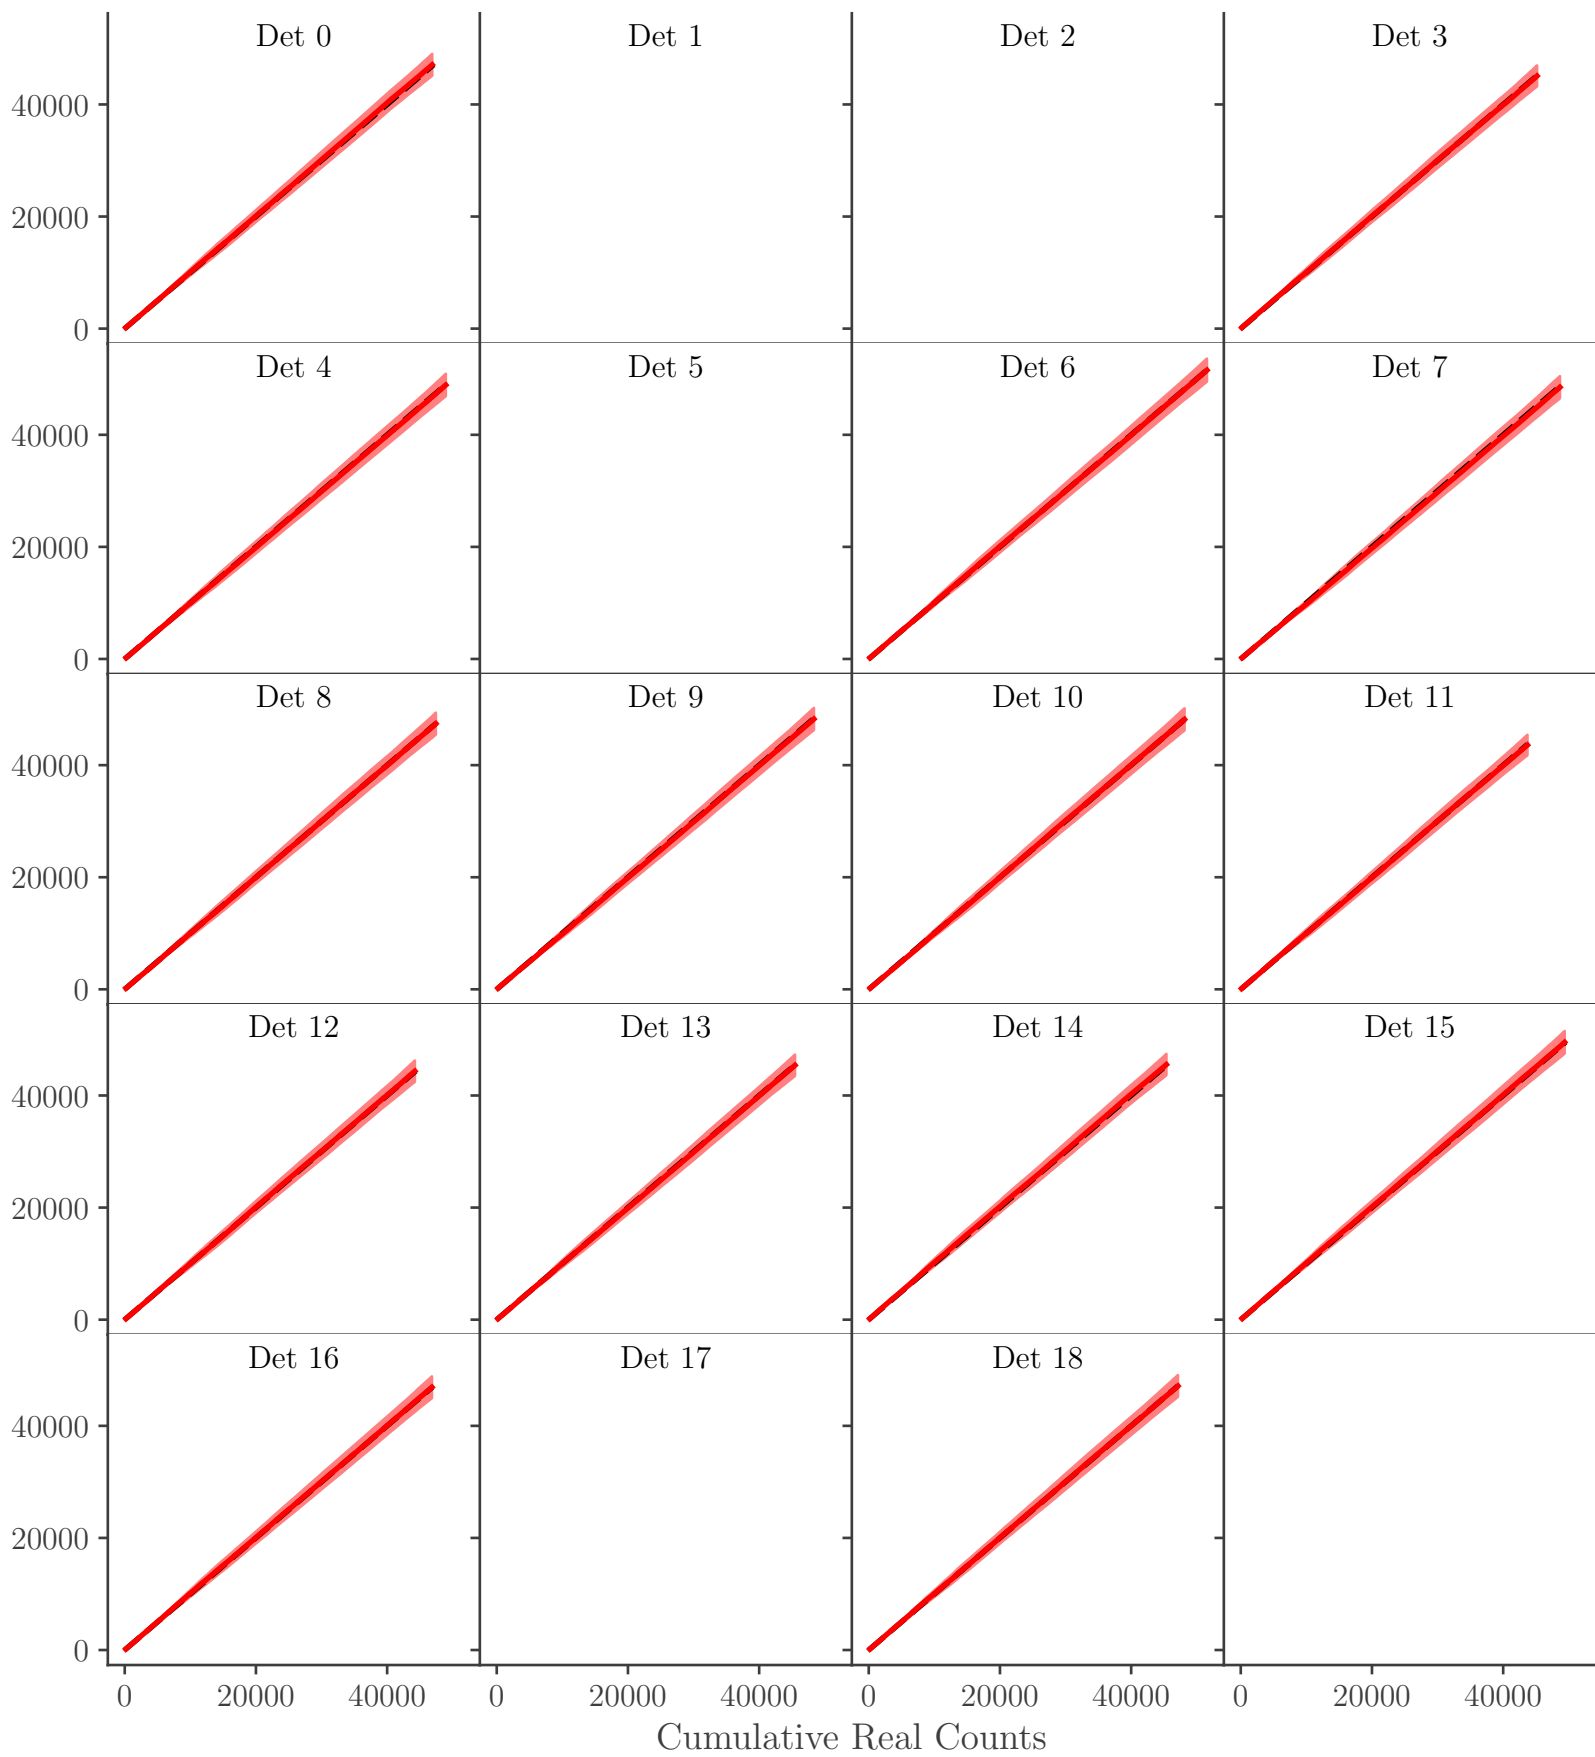 Det 0 Det 1 Det 2 Det 3
40000
20000
0
Det 4 Det 5 Det 6 Det 7
40000
20000
0
Det 8 Det 9 Det 10 Det 11
40000
20000
0
Det 12 Det 13 Det 14 Det 15
40000
20000
0
Det 16 Det 17 Det 18
40000
20000
0
0 20000 40000 0 20000 40000 0 20000 40000 0 20000 40000
Cumulative Real Counts